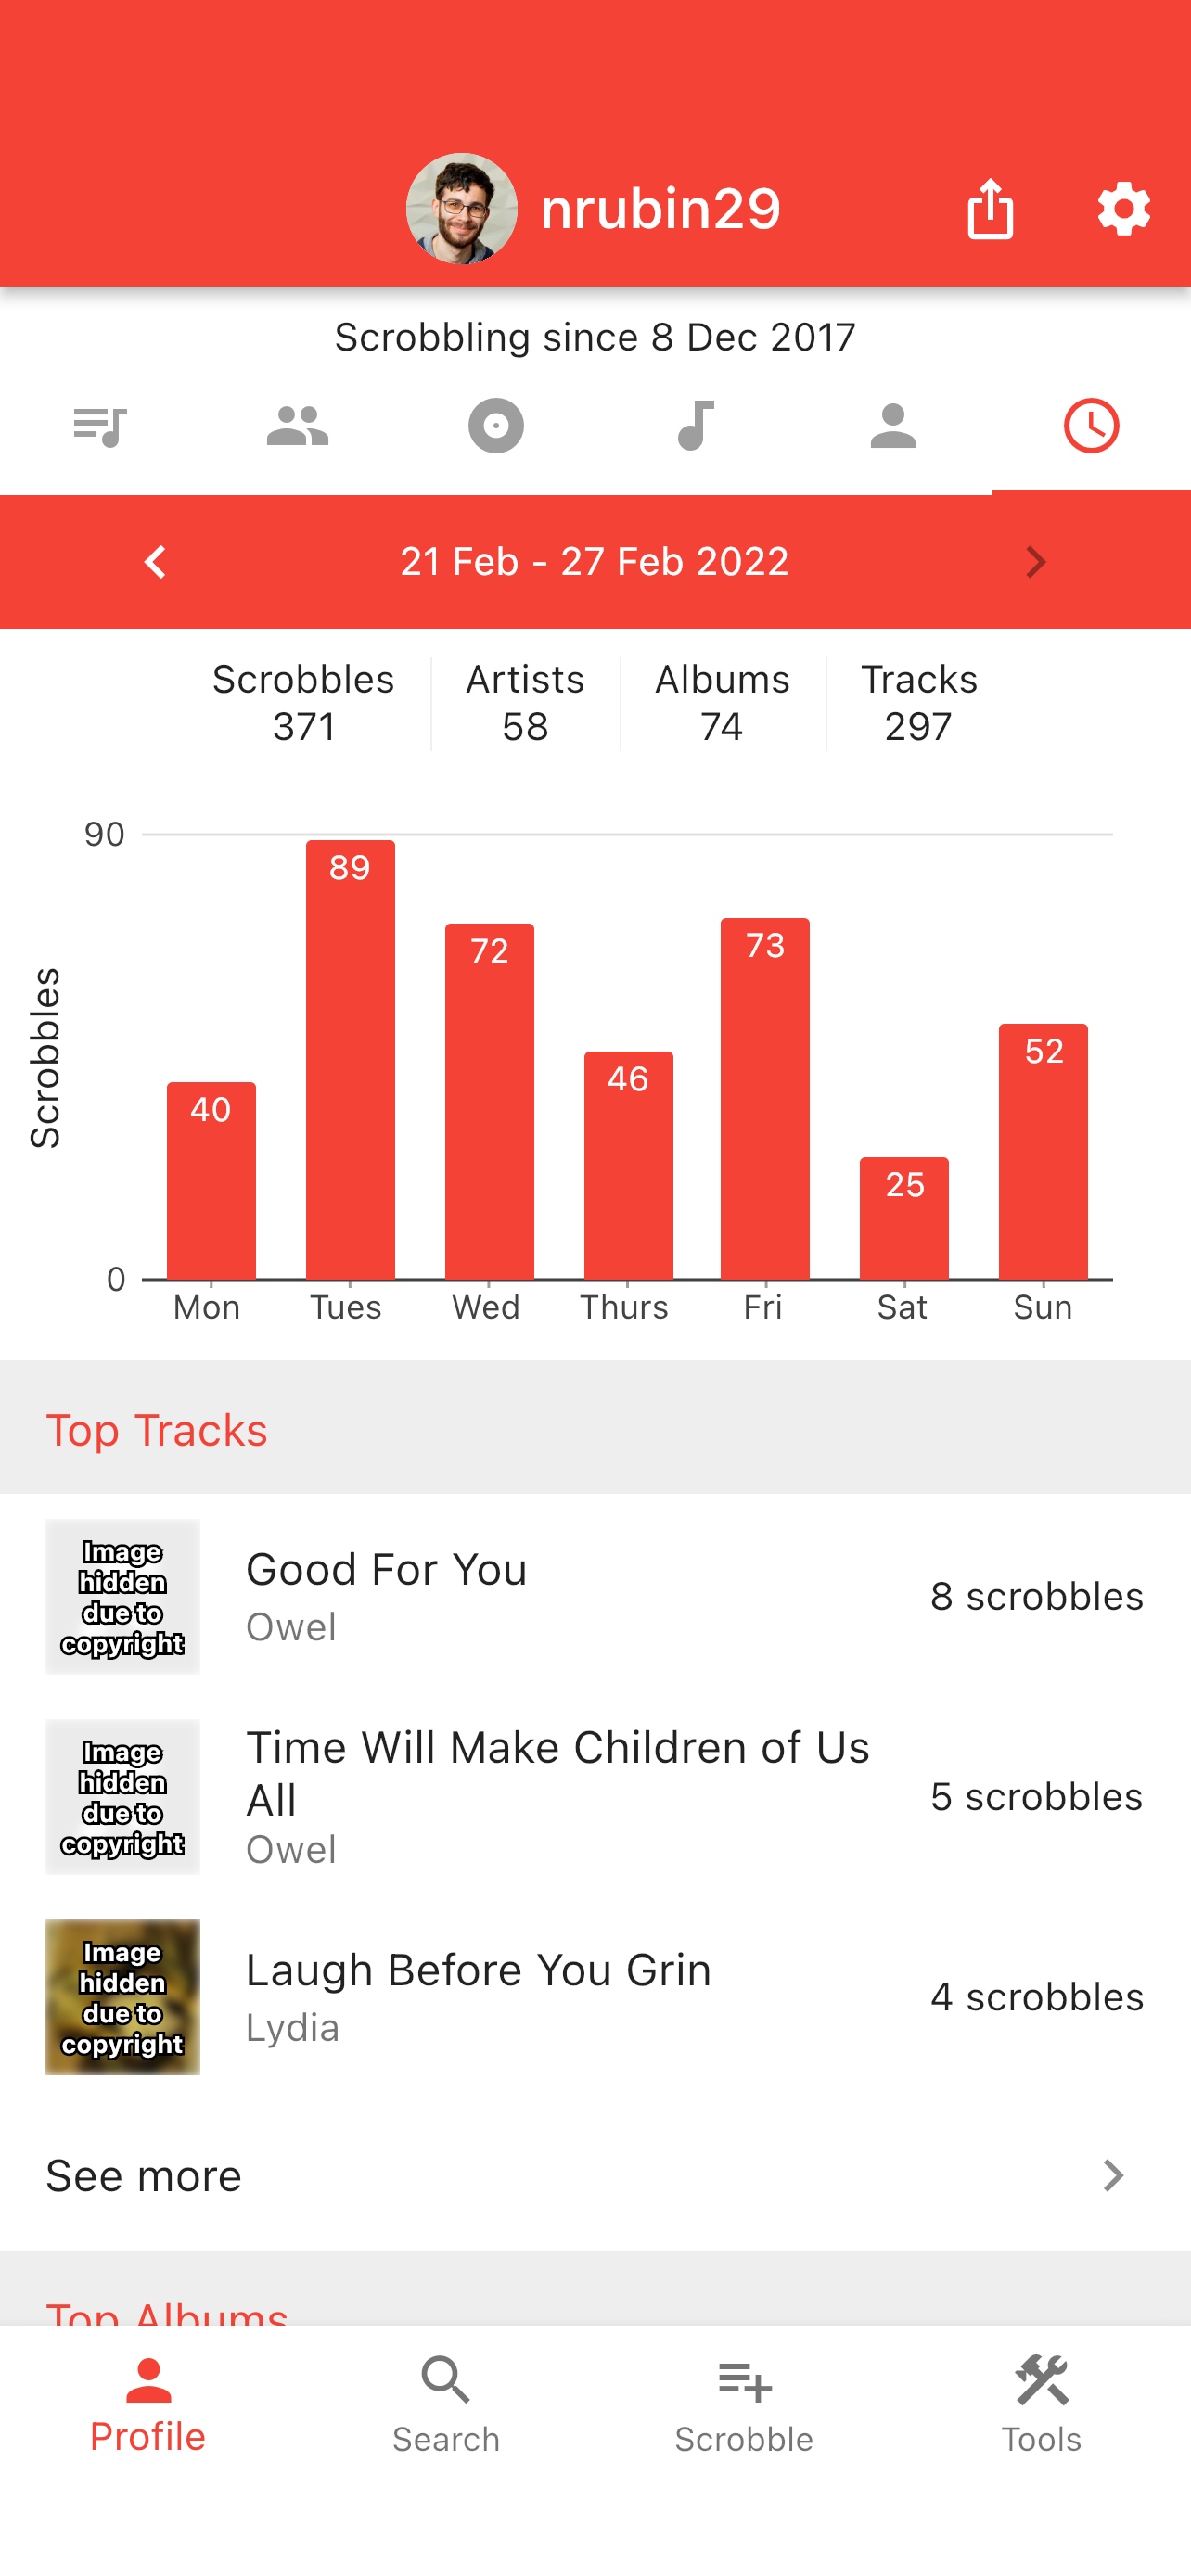 nrubin29
Scrobbling since 8 Dec 2017
21 Feb - 27 Feb 2022
Scrobbles Artists Albums Tracks
371 58 74 297
90
89
72
73
52
46
40
25
Scrobbles
0
Mon Tues Wed Thurs Fri Sat Sun
Top Tracks
Image
hidden
due to
copyright
Good For You
Owel
8 scrobbles
Image
hidden
due to
copyright
Time Will Make Children of Us
All
Owel
5 scrobbles
Image
hidden
due to
copyright
Laugh Before You Grin
Lydia
4 scrobbles
See more
Top Albums
Profile Search Scrobble Tools